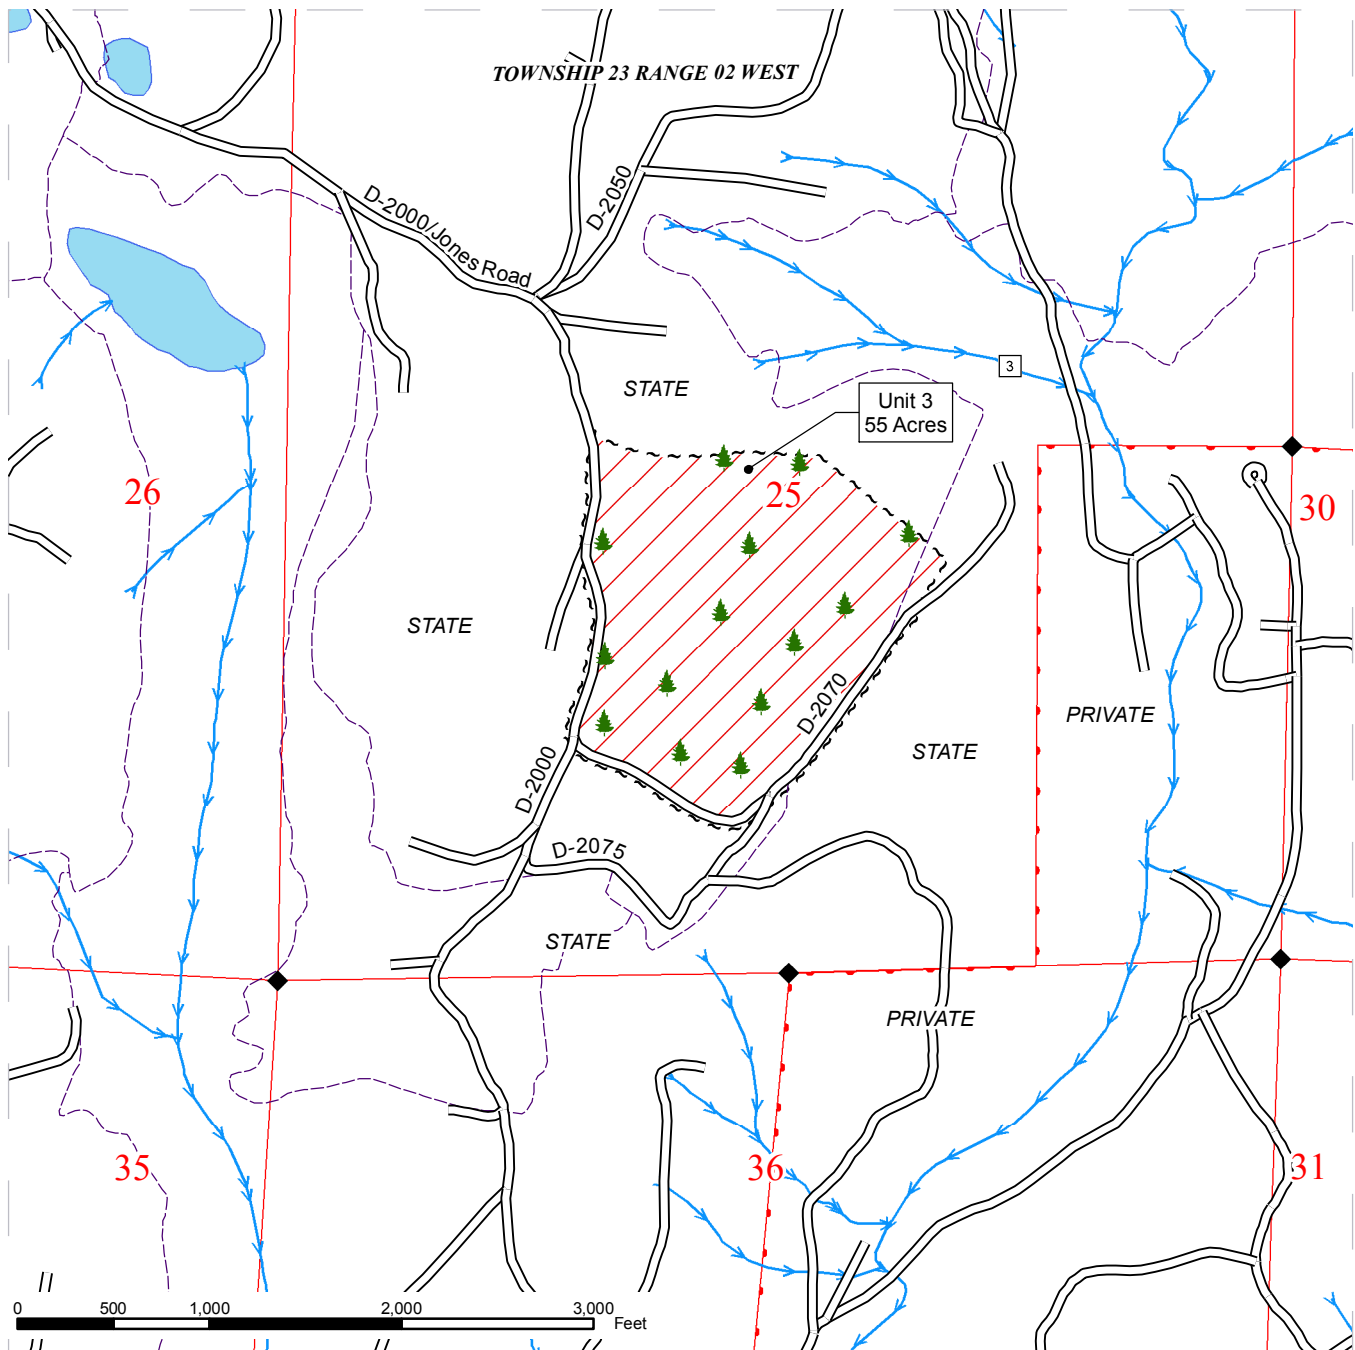 TOWNSHIP 23 RANGE 02 WEST
D-2050
D-2000/Jones Road
3
STATE
Unit 3
55 Acres
26
25
30
STATE
PRIVATE
D-2070
STATE
D-2000
D-2075
STATE
PRIVATE
35
36
31
0 500 1,000 2,000 3,000
Feet